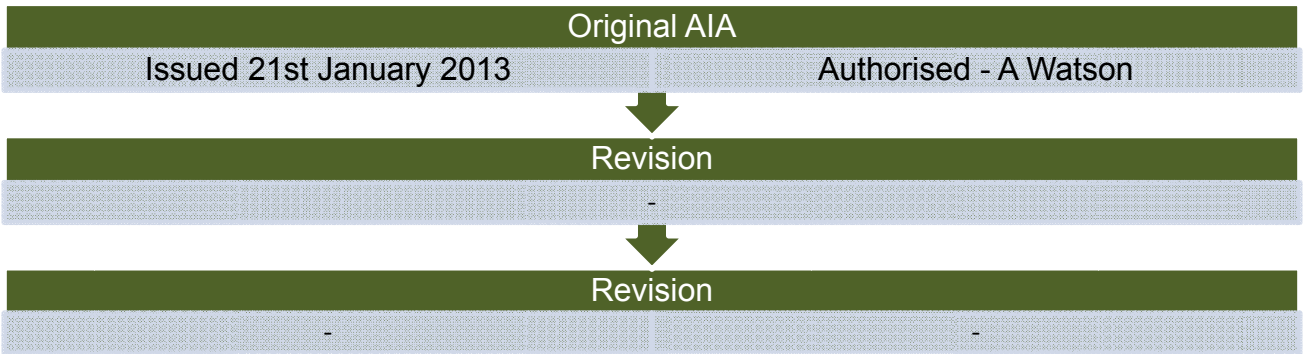 Original AIA
Issued 21st January 2013 Authorised - A Watson
Revision
-
Revision
- -